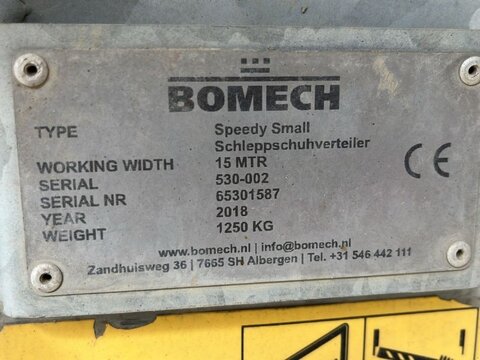 BOMECH
TYPE Speedy Small
Schleppschuhverteiler
WORKING WIDTH 15 MTR
SERIAL 530-002
SERIAL NR 65301587
YEAR 2018
WEIGHT 1250 KG
CE
www.bomech.nl | info@bomech.nl
Zandhuisweg 36 | 7665 SH Albergen | Tel. +31 546 442 111